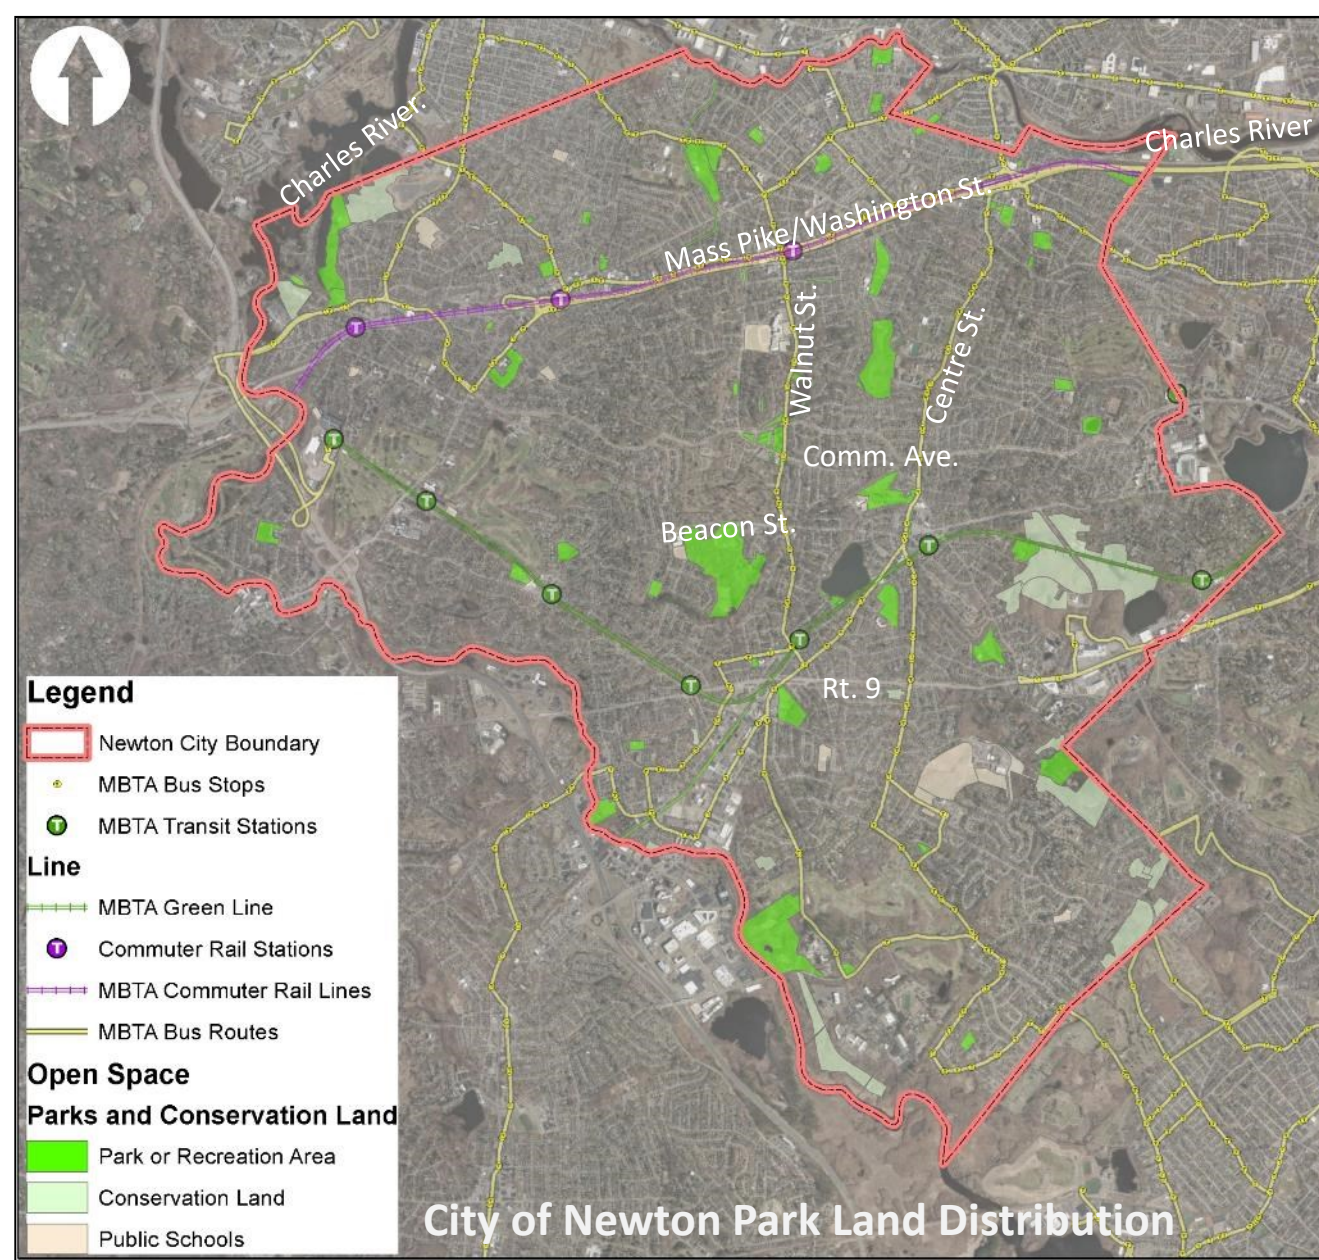 Charles River.
Charles River
Mass Pike/Washington St.
Walnut St.
Centre St.
Comm. Ave.
Beacon St.
Rt. 9
Legend
Newton City Boundary
MBTA Bus Stops
T MBTA Transit Stations
Line
MBTA Green Line
T Commuter Rail Stations
MBTA Commuter Rail Lines
MBTA Bus Routes
Open Space
Parks and Conservation Land
Park or Recreation Area
Conservation Land
Public Schools
City of Newton Park Land Distribution